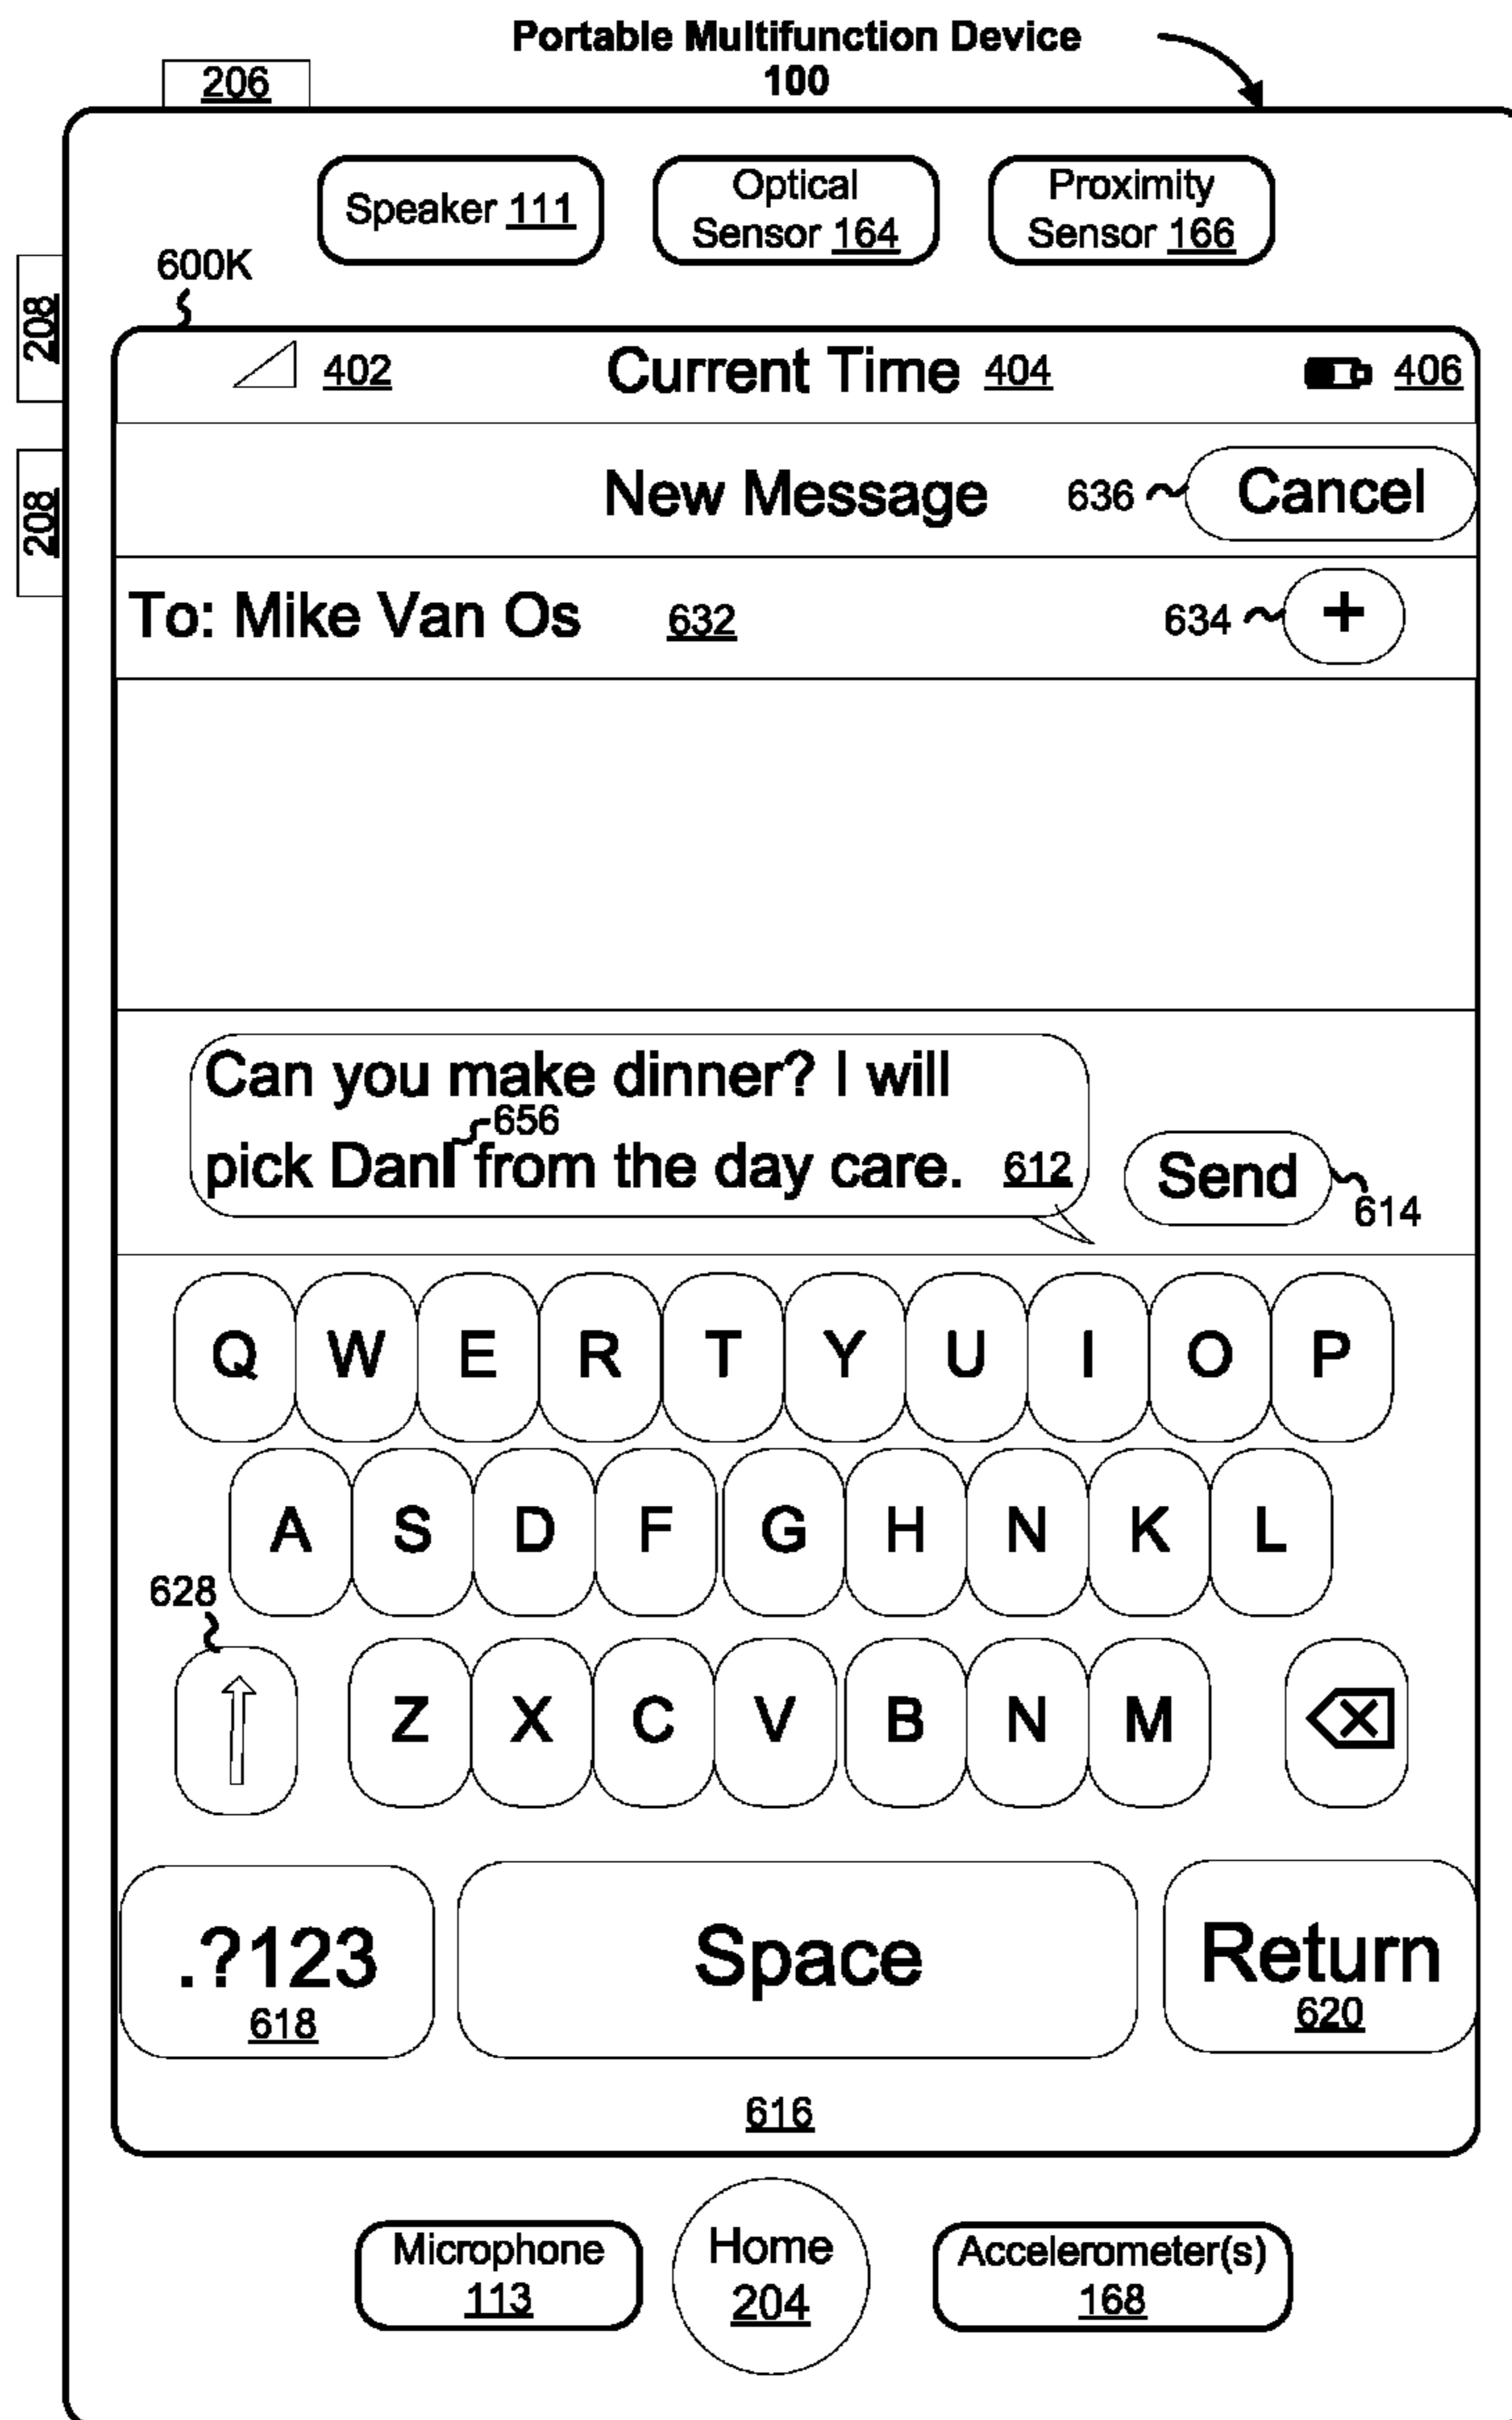 Portable Multifunction Device
100
206
Speaker 111
Optical
Sensor 164
Proximity
Sensor 166
600K
208
208
402
Current Time 404
406
New Message
636
Cancel
To: Mike Van Os
632
634
+
Can you make dinner? I will
656
pick Dan from the day care.
612
Send
614
Q W E R T Y U I O P
A S D F G H N K L
628
Z X C V B N M
.?123
618
Space
Return
620
616
Microphone
113
Home
204
Accelerometer(s)
168